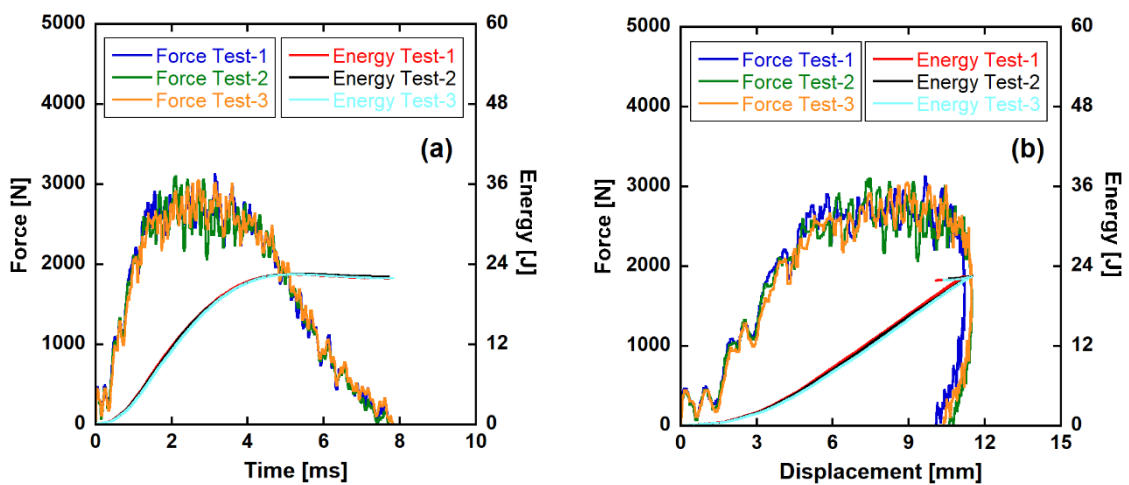 5000
4000
3000
2000
1000
0
Force [N]
Force Test-1
Force Test-2
Force Test-3
Energy Test-1
Energy Test-2
Energy Test-3
(a)
60
48
36
24
12
0
Energy [J]
0 2 4 6 8 10
Time [ms]
5000
4000
3000
2000
1000
0
Force [N]
Force Test-1
Force Test-2
Force Test-3
Energy Test-1
Energy Test-2
Energy Test-3
(b)
60
48
36
24
12
0
Energy [J]
0 3 6 9 12 15
Displacement [mm]